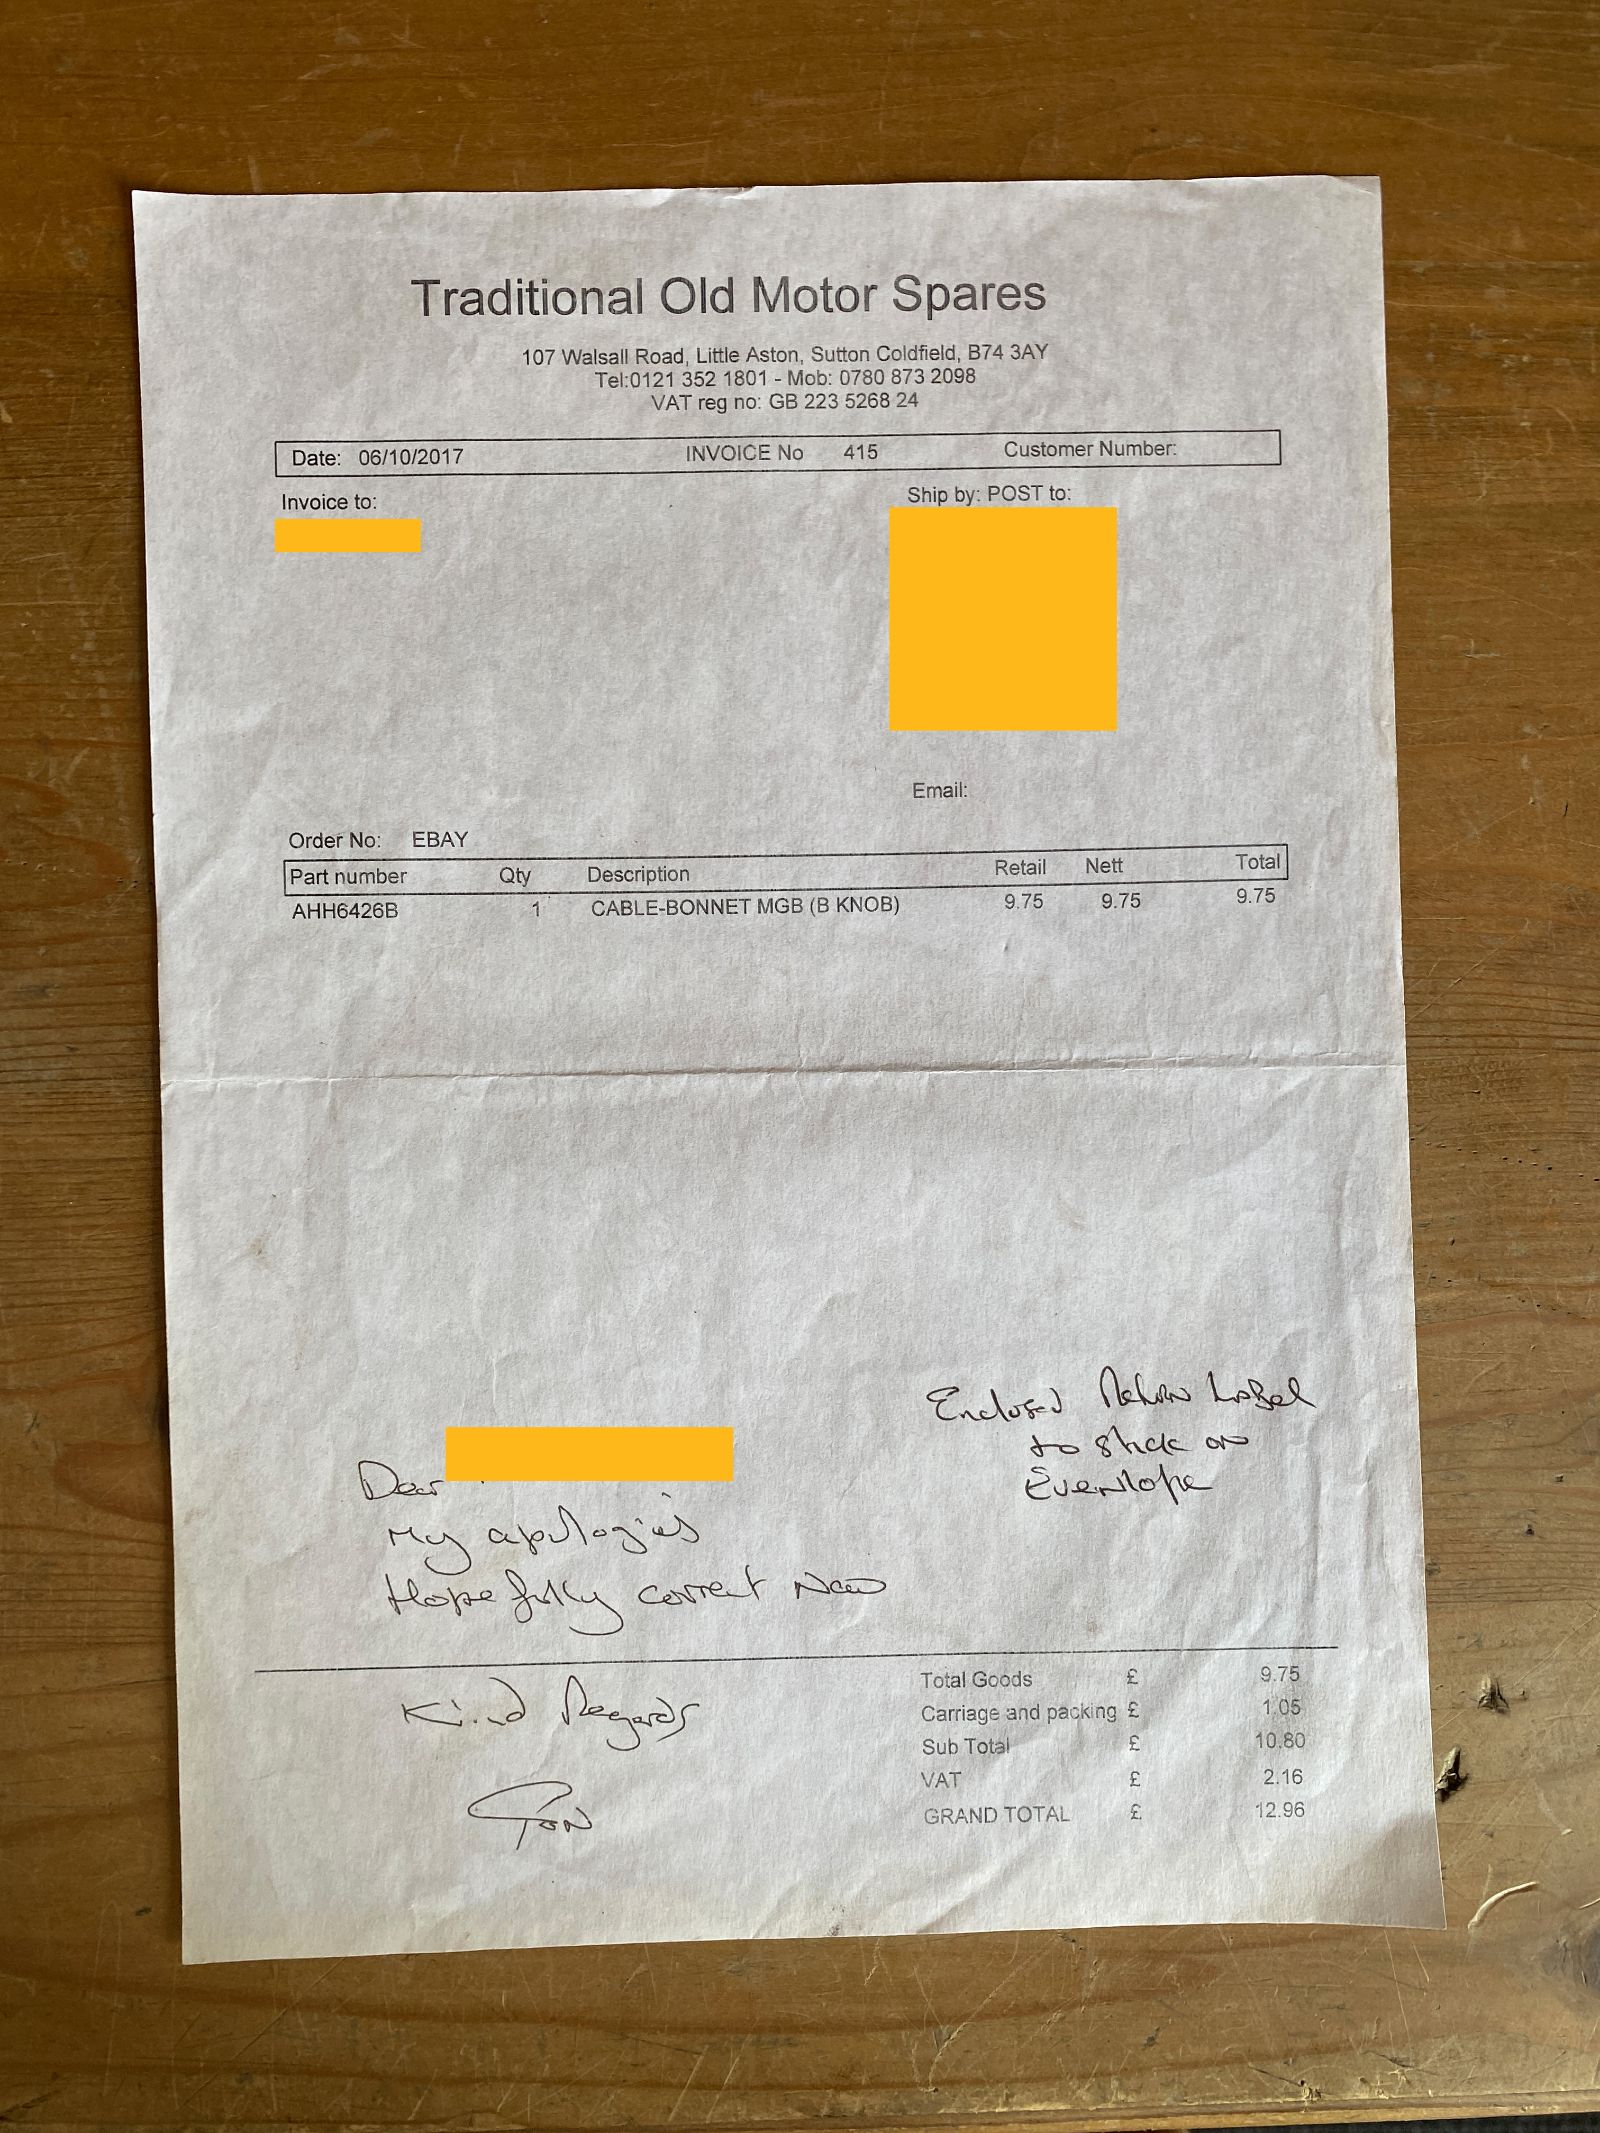 Traditional Old Motor Spares
107 Walsall Road, Little Aston, Sutton Coldfield, B74 3AY
Tel:0121 352 1801 - Mob: 0780 873 2098
VAT reg no: GB 223 5268 24
Date: 06/10/2017 INVOICE No 415 Customer Number:
Invoice to:
Ship by: POST to:
Email:
Order No: EBAY
Part number Qty Description Retail Nett Total
AHH6426B 1 CABLE-BONNET MGB (B KNOB) 9.75 9.75 9.75
Enclosed Return Label
to stick on
Envenlope
Dear
My apologies
Hopefully correct Now
Kind Regards
Total Goods £ 9.75
Carriage and packing £ 1.05
Sub Total £ 10.80
VAT £ 2.16
GRAND TOTAL £ 12.96